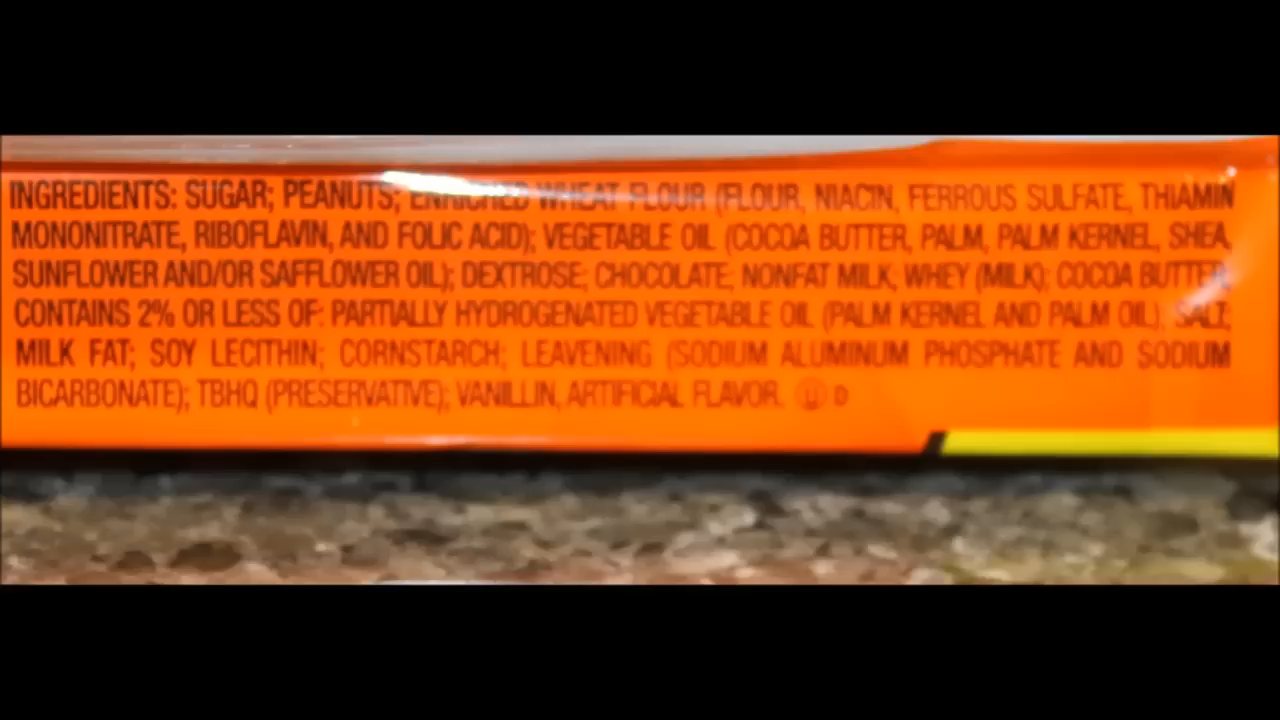 INGREDIENTS: SUGAR; PEANUTS; ENRICHED WHEAT FLOUR (FLOUR, NIACIN, FERROUS SULFATE, THIAMIN
MONONITRATE, RIBOFLAVIN, AND FOLIC ACID); VEGETABLE OIL (COCOA BUTTER, PALM, PALM KERNEL, SHEA,
SUNFLOWER AND/OR SAFFLOWER OIL); DEXTROSE; CHOCOLATE; NONFAT MILK; WHEY (MILK); COCOA BUTTER;
CONTAINS 2% OR LESS OF: PARTIALLY HYDROGENATED VEGETABLE OIL (PALM KERNEL AND PALM OIL); SALT;
MILK FAT; SOY LECITHIN; CORNSTARCH; LEAVENING (SODIUM ALUMINUM PHOSPHATE AND SODIUM
BICARBONATE); TBHQ (PRESERVATIVE); VANILLIN, ARTIFICIAL FLAVOR. Ⓤ D